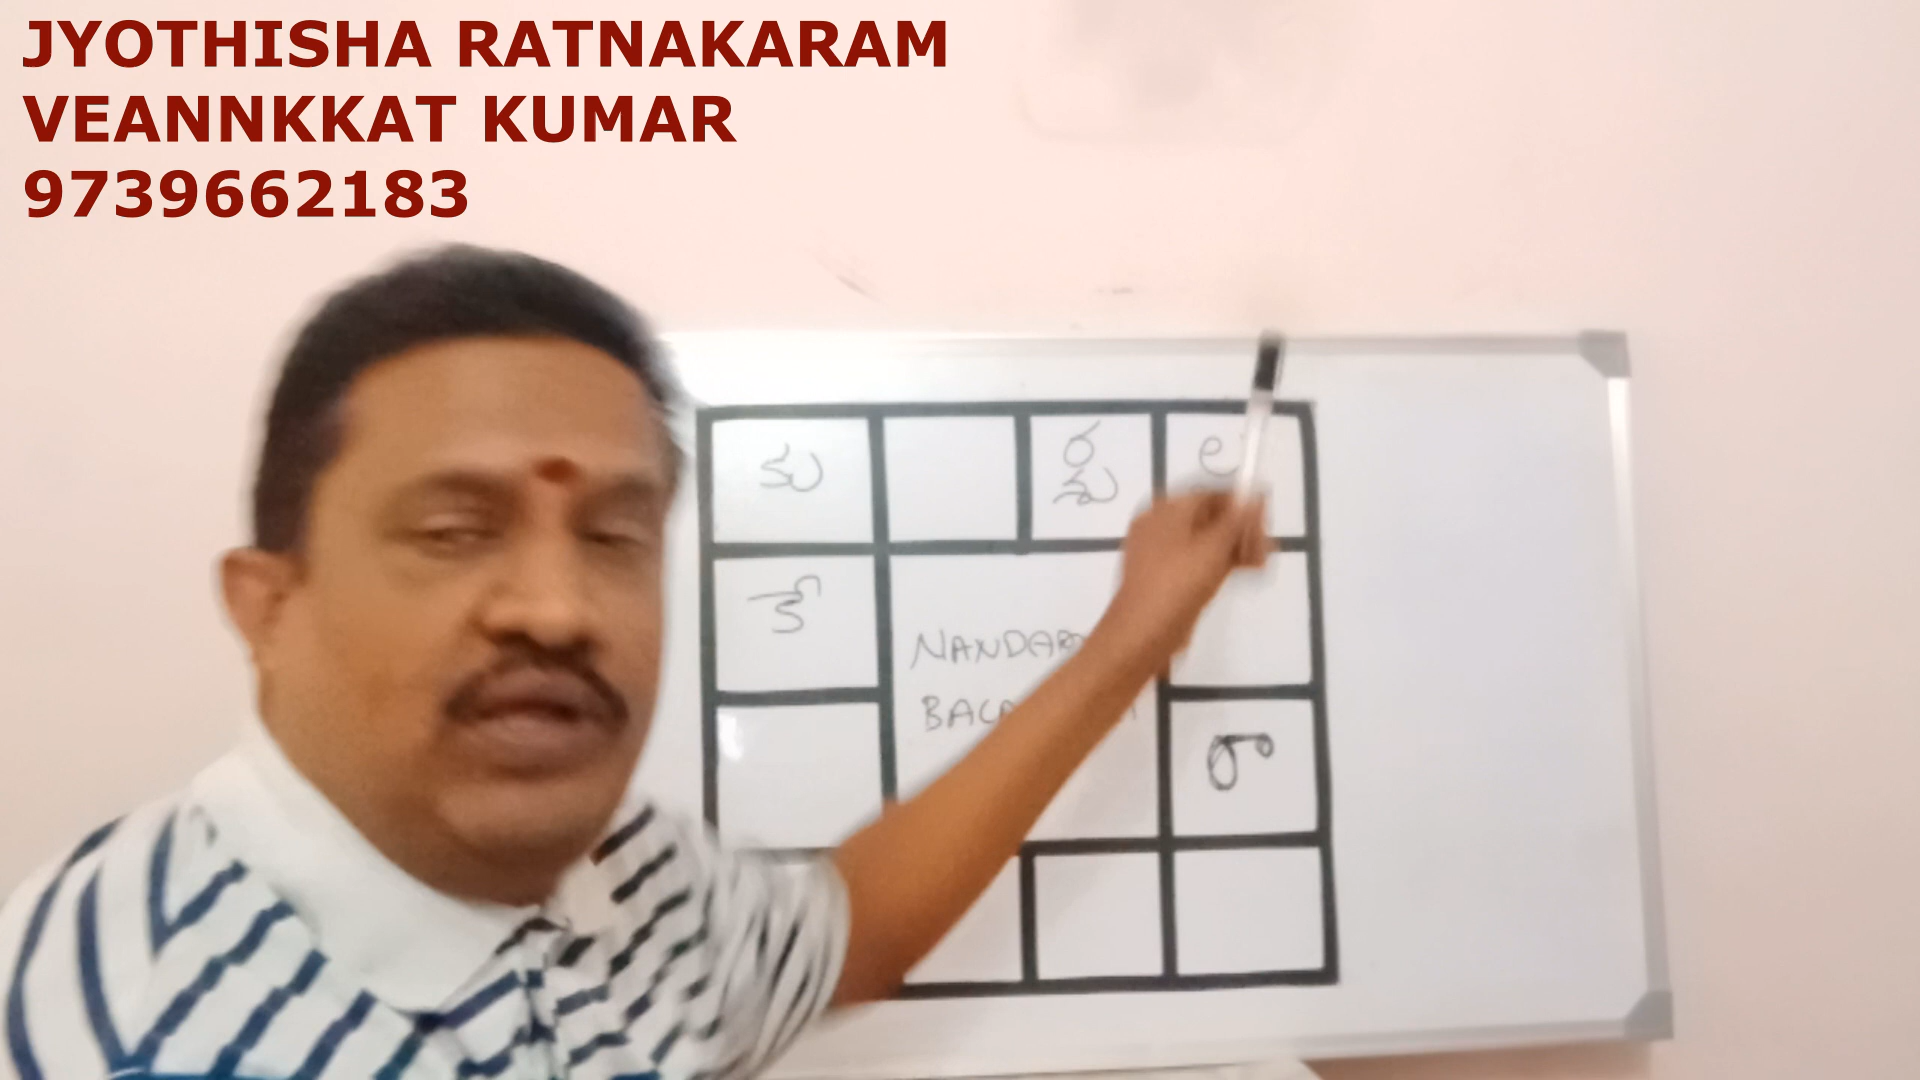 JYOTHISHA RATNAKARAM
VEANNKKAT KUMAR
9739662183
కు
ర
శు
ల
కే
రా